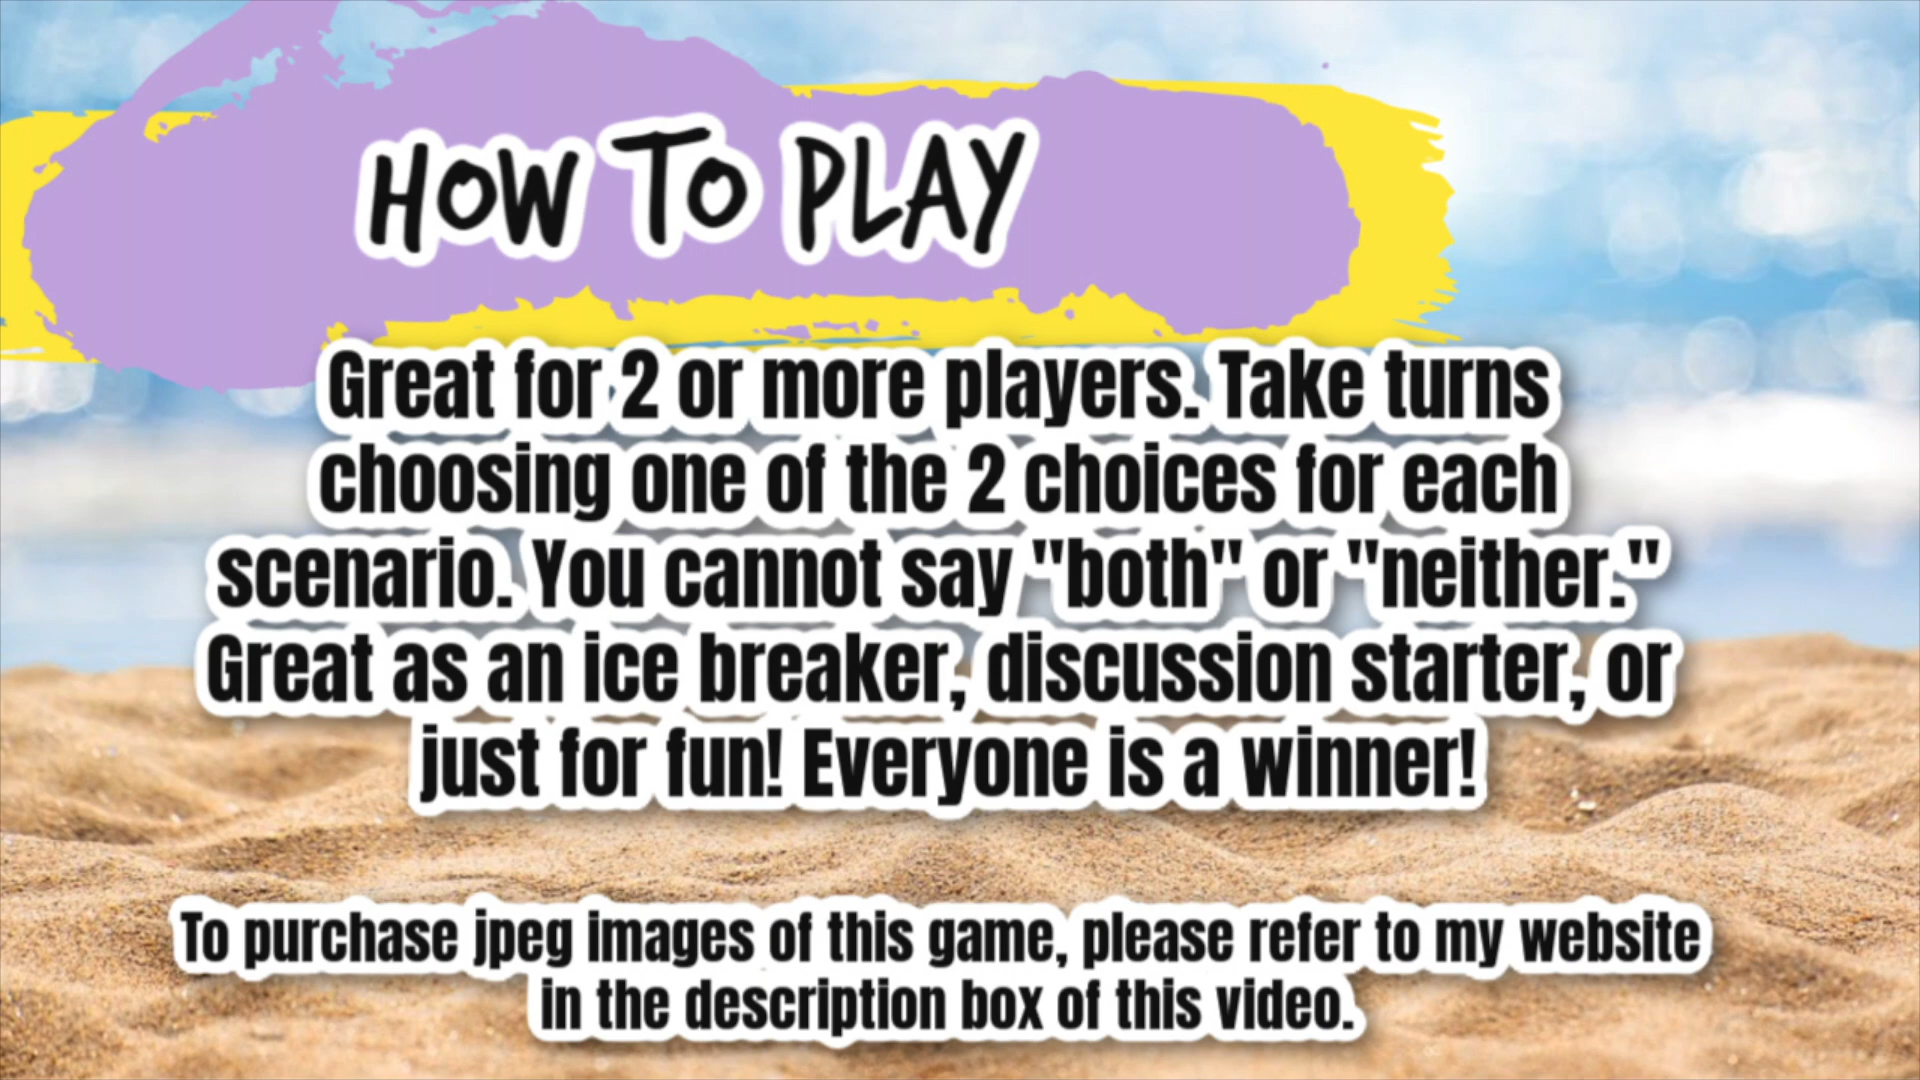 HOW TO PLAY
Great for 2 or more players. Take turns
choosing one of the 2 choices for each
scenario. You cannot say "both" or "neither."
Great as an ice breaker, discussion starter, or
just for fun! Everyone is a winner!
To purchase jpeg images of this game, please refer to my website
in the description box of this video.